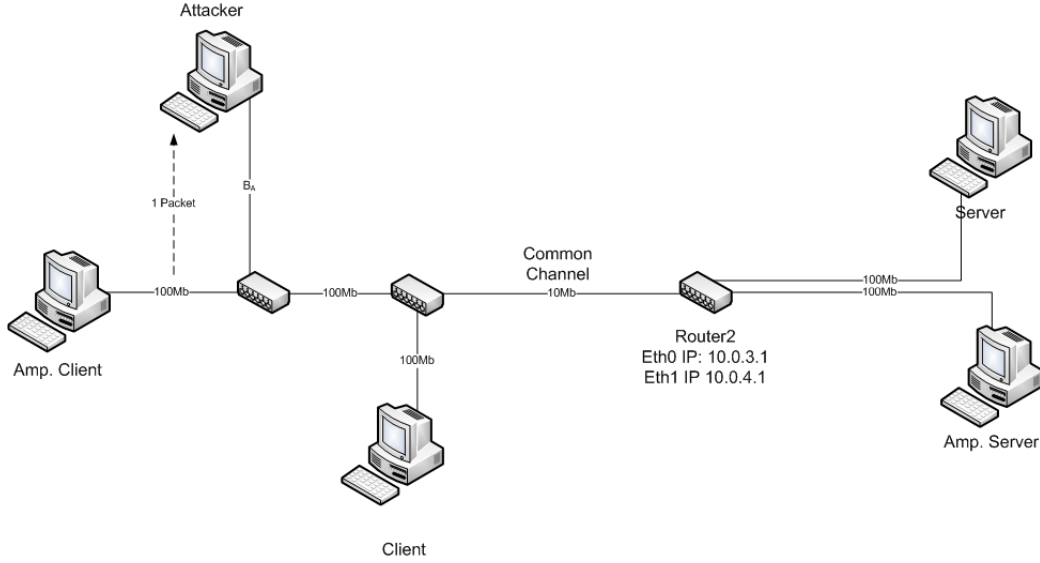 Attacker
B_A
1 Packet
Server
Common
Channel
100Mb
100Mb
10Mb
100Mb
100Mb
Router2
Eth0 IP: 10.0.3.1
Eth1 IP 10.0.4.1
100Mb
Amp. Client
Amp. Server
Client